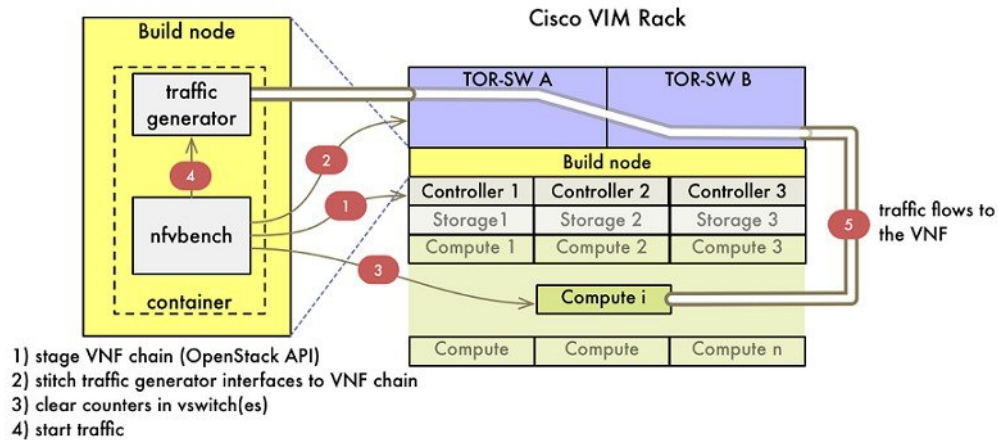 Cisco VIM Rack
Build node
traffic
generator
4
nfvbench
container
2
1
3
TOR-SW A
TOR-SW B
Build node
Controller 1
Controller 2
Controller 3
Storage1
Storage 2
Storage 3
Compute 1
Compute 2
Compute 3
Compute i
Compute
Compute
Compute n
5
traffic flows to
the VNF
1) stage VNF chain (OpenStack API)
2) stitch traffic generator interfaces to VNF chain
3) clear counters in vswitch(es)
4) start traffic